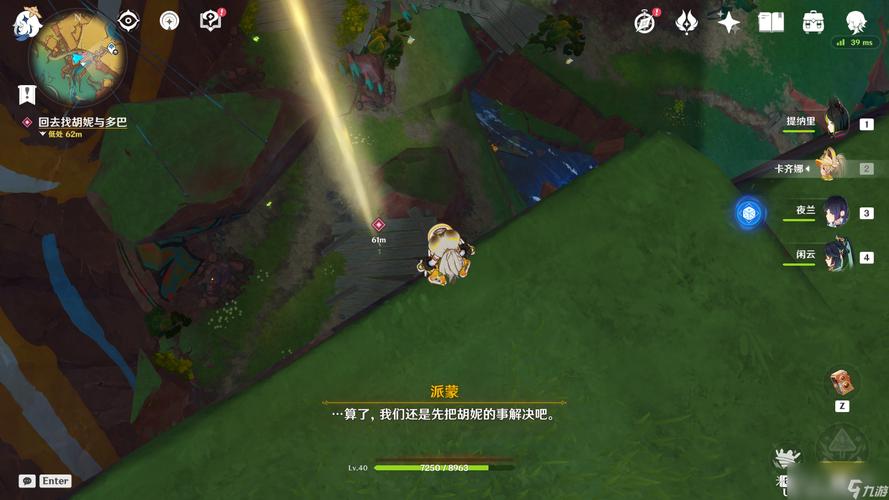 N
39 ms
回去找胡妮与多巴
低处 62m
提纳里
1
卡齐娜
2
61m
夜兰
3
闲云
4
派蒙
…算了，我们还是先把胡妮的事解决吧。
Z
Lv.40
7250 / 8963
Enter
九游